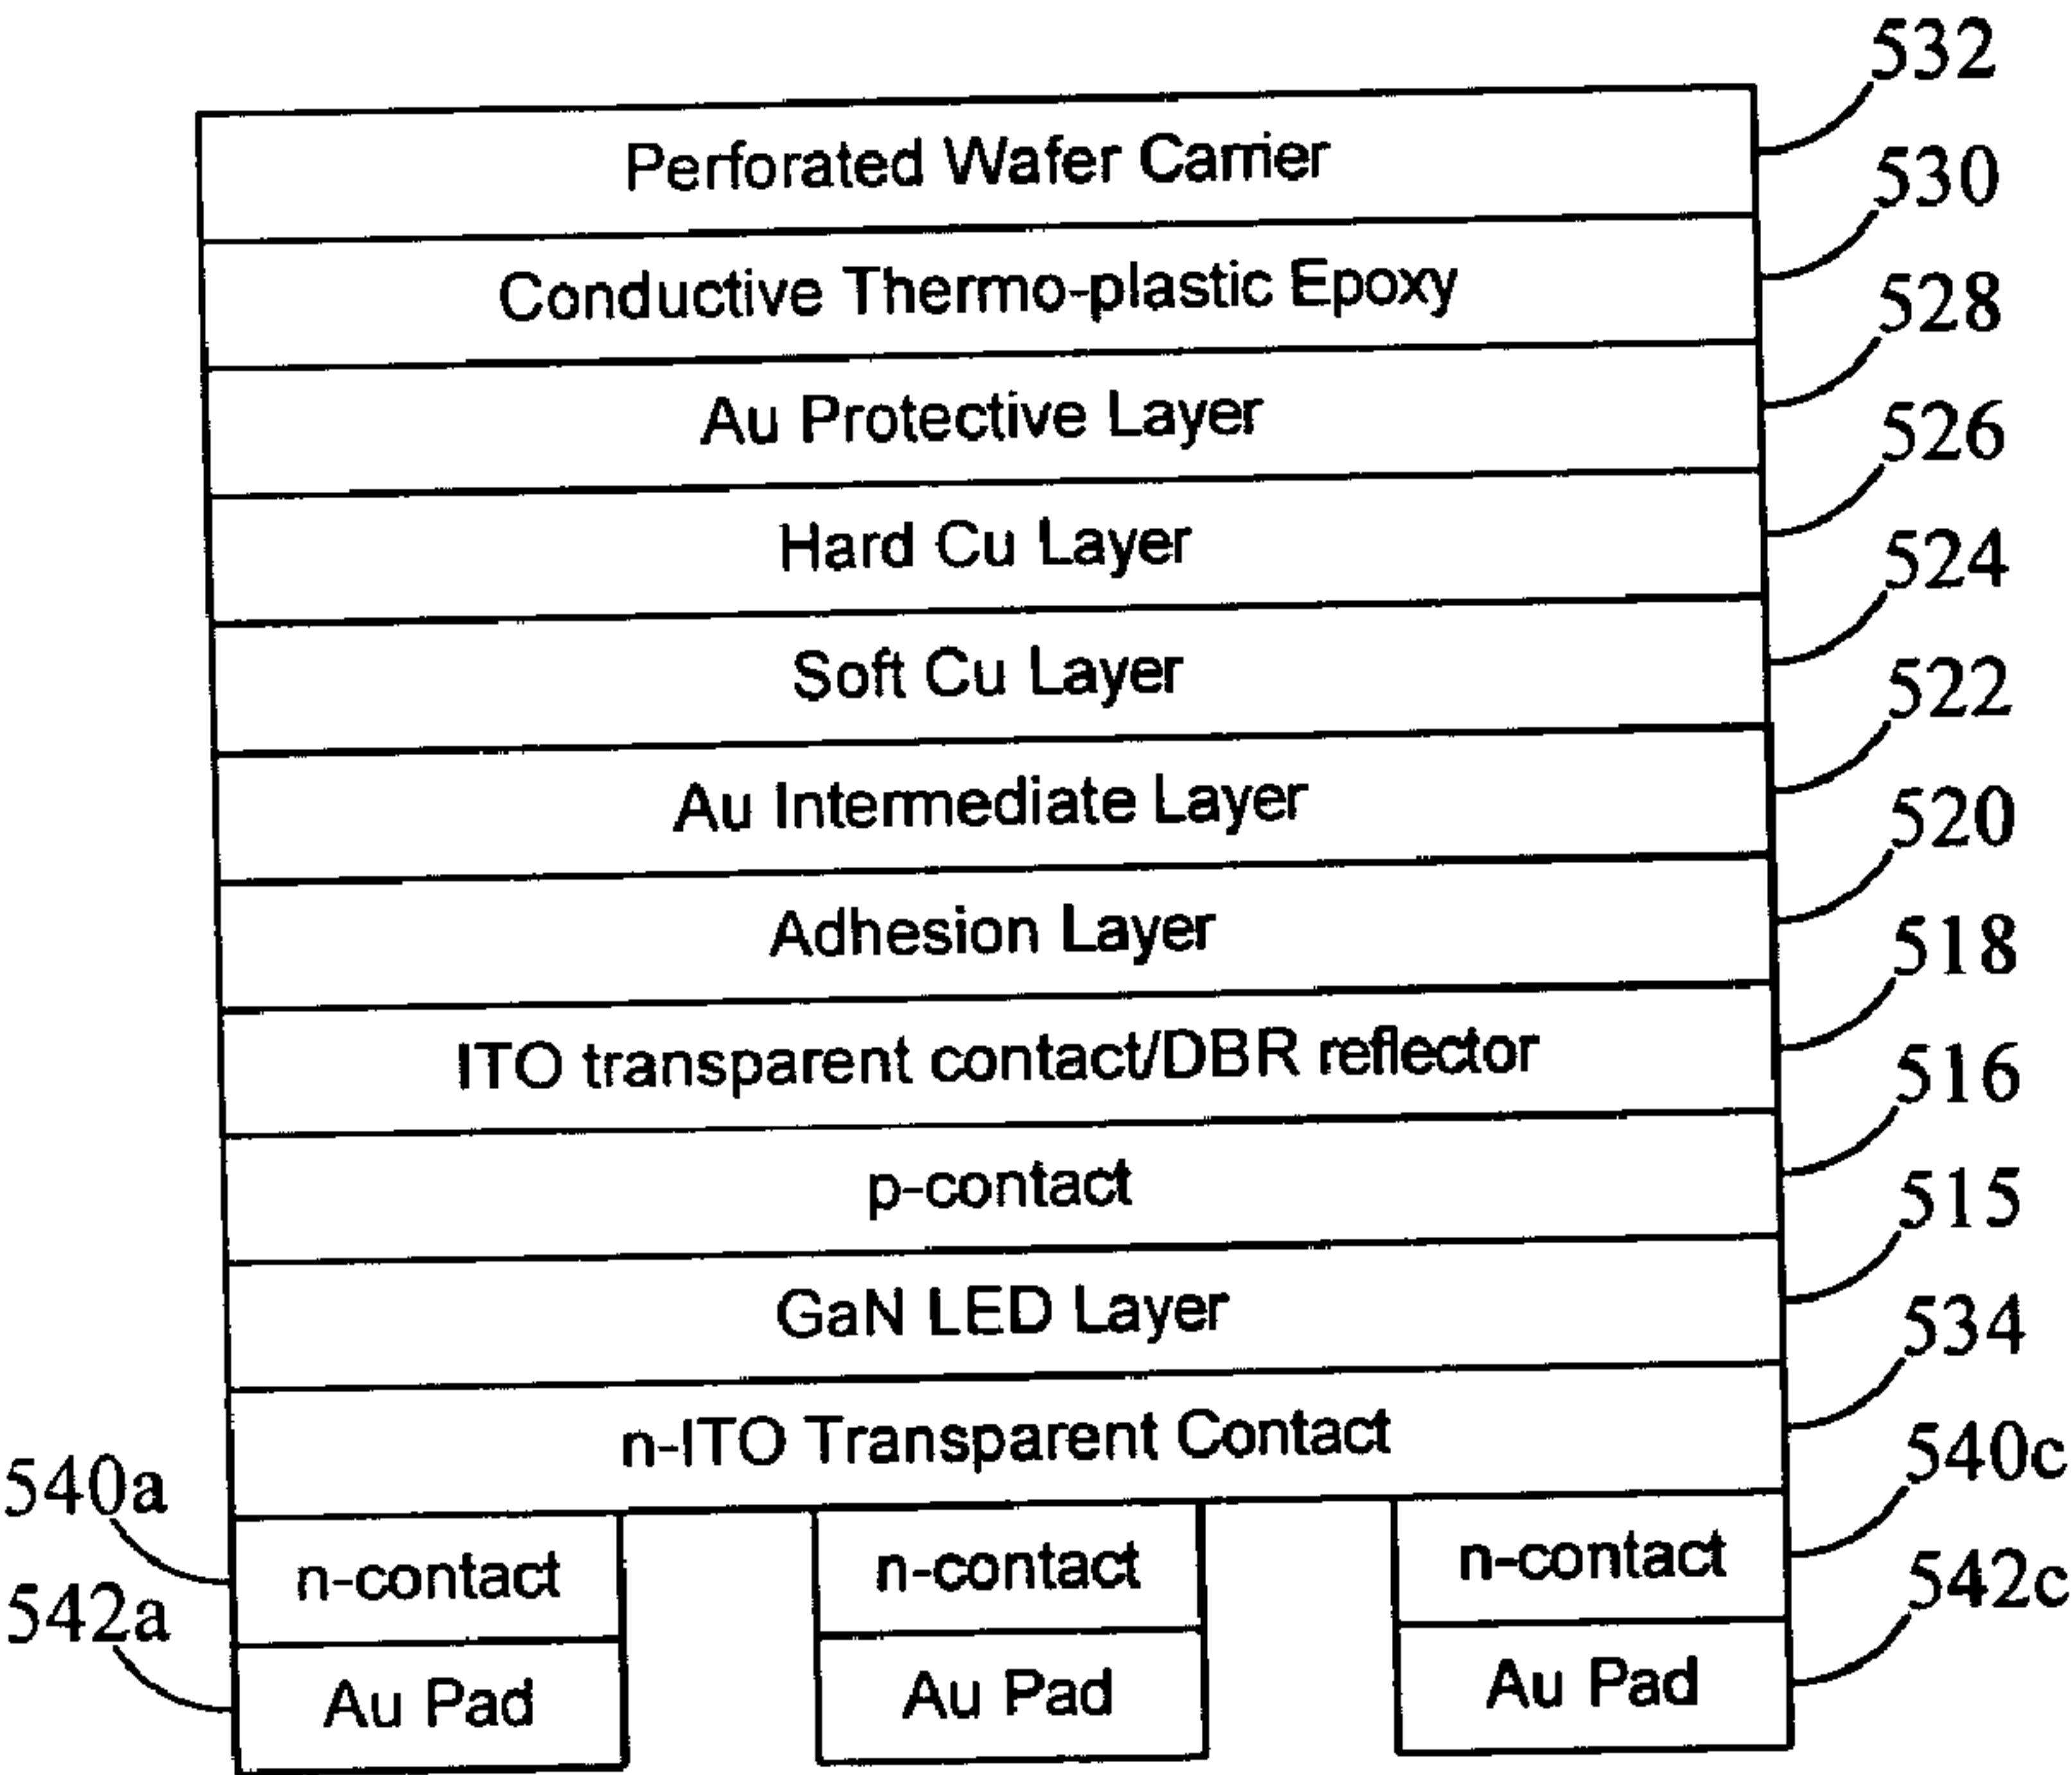 532
Perforated Wafer Carrier
530
Conductive Thermo-plastic Epoxy
528
Au Protective Layer
526
Hard Cu Layer
524
Soft Cu Layer
522
Au Intermediate Layer
520
Adhesion Layer
518
ITO transparent contact/DBR reflector
516
p-contact
515
GaN LED Layer
534
n-ITO Transparent Contact
540a
540c
n-contact
n-contact
n-contact
542a
542c
Au Pad
Au Pad
Au Pad